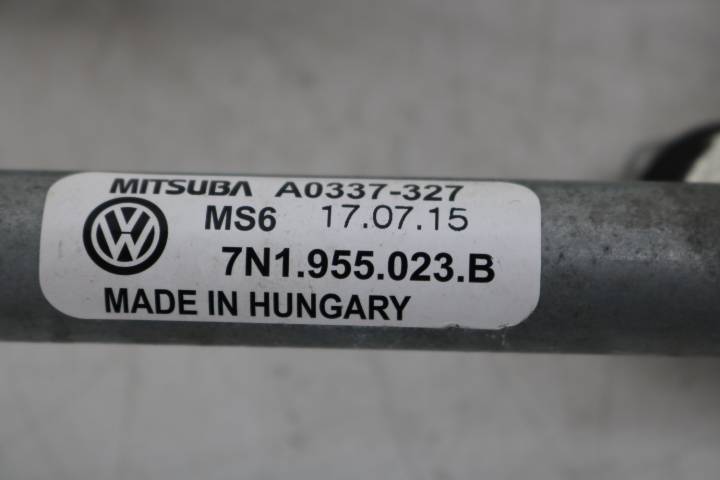 MITSUBA A0337-327
MS6 17.07.15
7N1.955.023.B
MADE IN HUNGARY